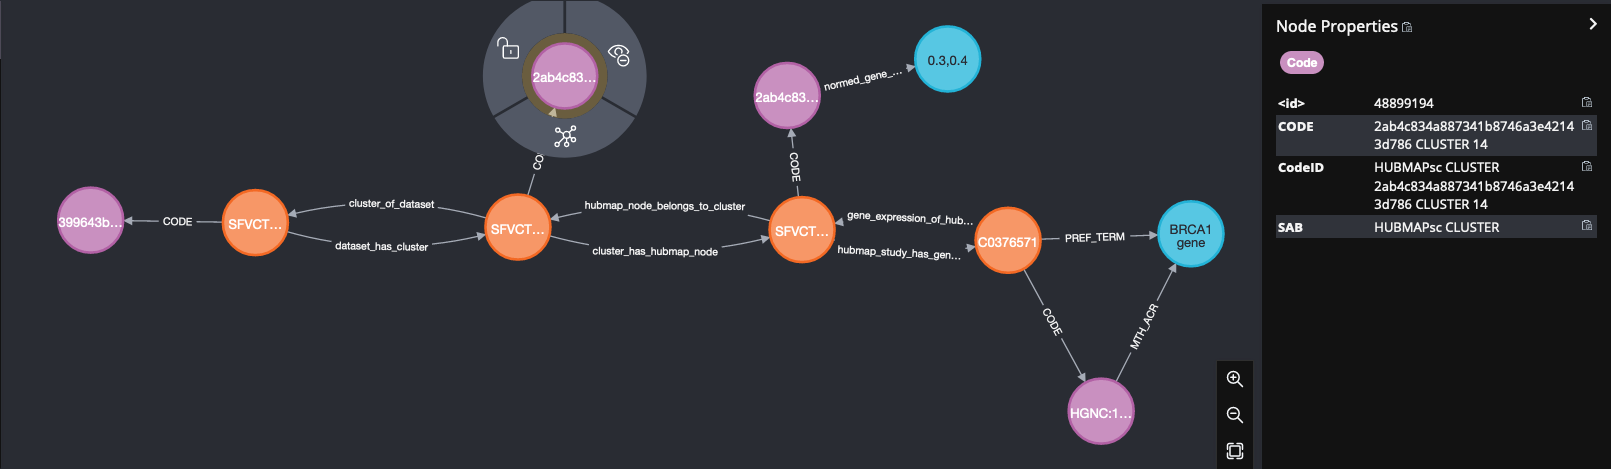 2ab4c83...
CO
2ab4c83...
normed_gene_...
0.3,0.4
CODE
399643b...
CODE
SFVCT...
cluster_of_dataset
dataset_has_cluster
SFVCT...
hubmap_node_belongs_to_cluster
cluster_has_hubmap_node
SFVCT...
gene_expression_of_hub...
hubmap_study_has_gen...
C0376571
PREF_TERM
BRCA1
gene
CODE
MTH_ACR
HGNC:1...
Node Properties
Code
<id> 48899194
CODE 2ab4c834a887341b8746a3e4214
3d786 CLUSTER 14
CodeID HUBMAPsc CLUSTER
2ab4c834a887341b8746a3e4214
3d786 CLUSTER 14
SAB HUBMAPsc CLUSTER